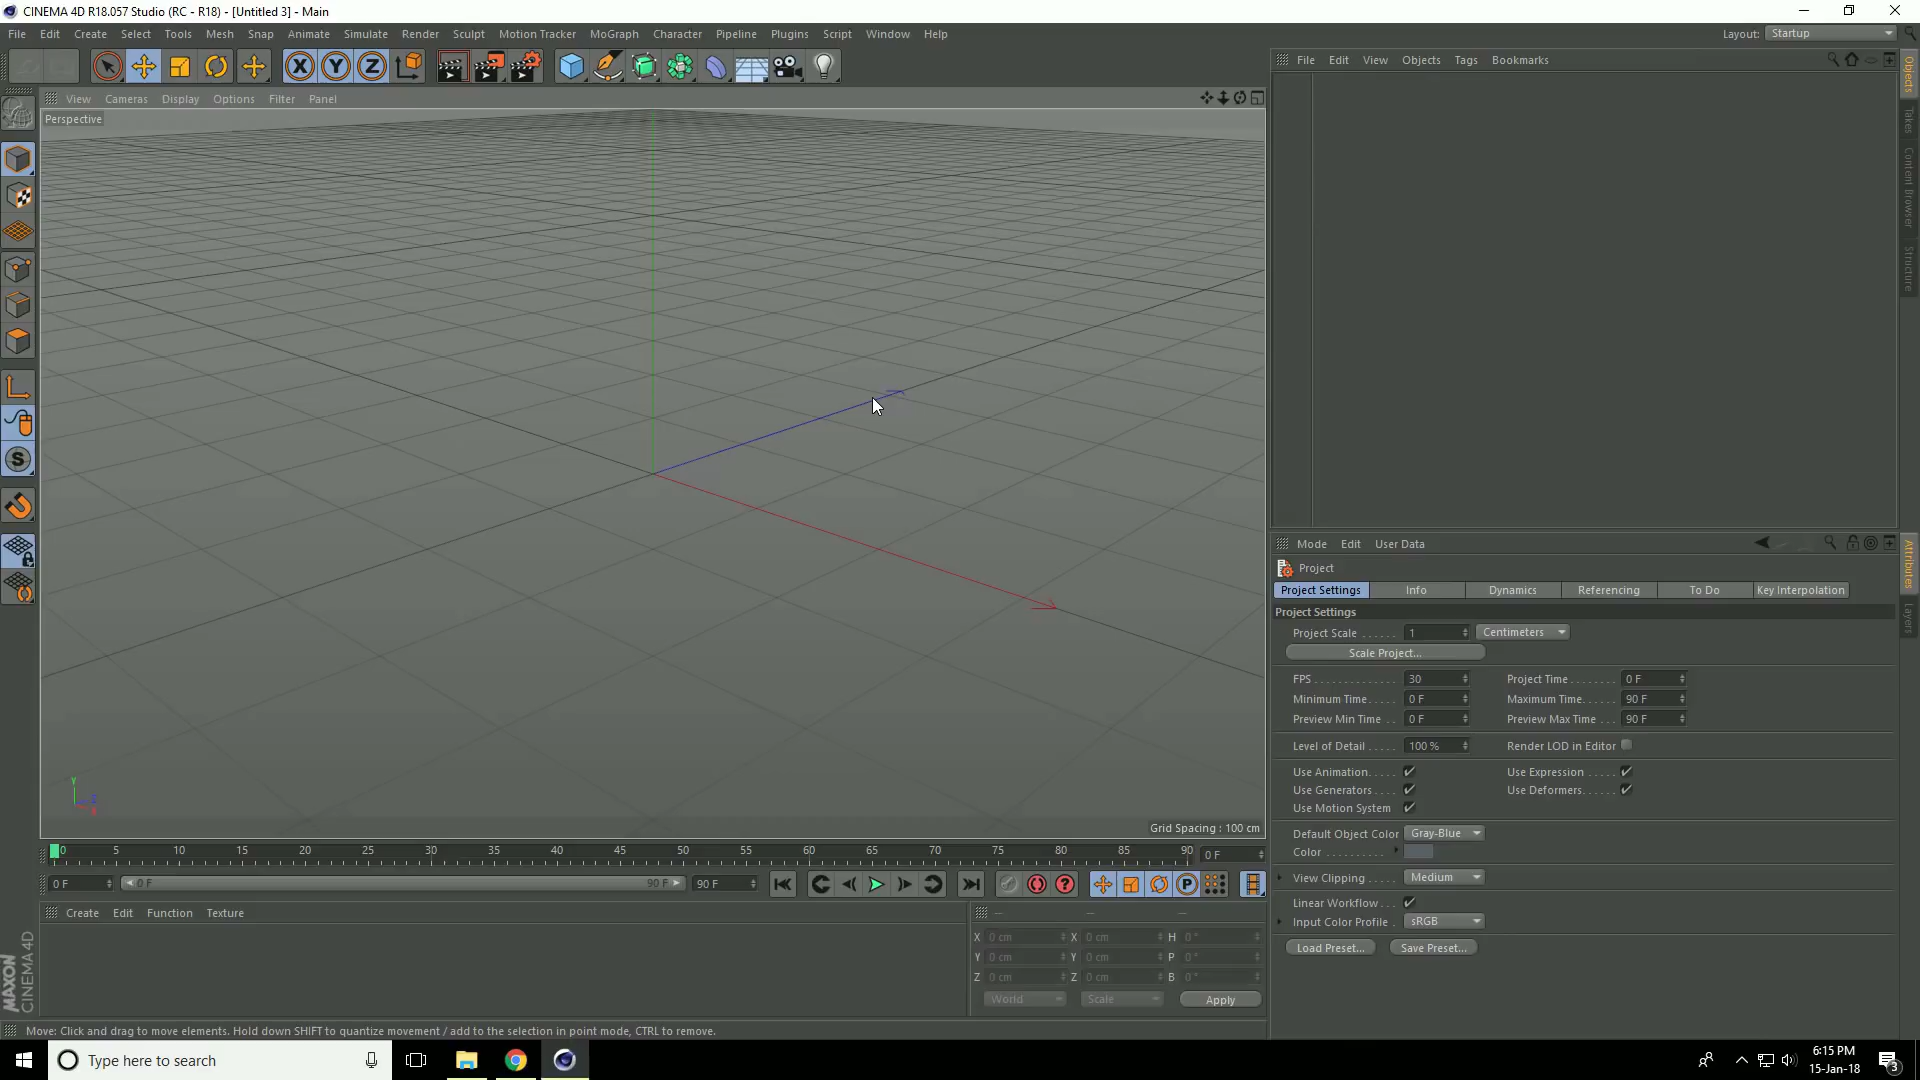 CINEMA 4D R18.057 Studio (RC - R18) - [Untitled 3] - Main
File Edit Create Select Tools Mesh Snap Animate Simulate Render Sculpt Motion Tracker MoGraph Character Pipeline Plugins Script Window Help
Layout: Startup
X Y Z
File Edit View Objects Tags Bookmarks
Objects
Takes
Content Browser
Structure
View Cameras Display Options Filter Panel
Perspective
S
Y
Z
X
Grid Spacing : 100 cm
Mode Edit User Data
Attributes
Layers
Project
Project Settings Info Dynamics Referencing To Do Key Interpolation
Project Settings
Project Scale ...... 1 Centimeters
Scale Project...
FPS .............. 30 Project Time ........ 0 F
Minimum Time..... 0 F Maximum Time..... 90 F
Preview Min Time ... 0 F Preview Max Time ... 90 F
Level of Detail ..... 100 % Render LOD in Editor
Use Animation..... Use Expression .....
Use Generators .... Use Deformers......
Use Motion System
Default Object Color Gray-Blue
Color ..........
View Clipping....... Medium
Linear Workflow...
Input Color Profile . sRGB
Load Preset... Save Preset...
0 5 10 15 20 25 30 35 40 45 50 55 60 65 70 75 80 85 90 0 F
0 F 0 F 90 F 90 F
? P
Create Edit Function Texture
-- -- --
X 0 cm X 0 cm H 0 °
Y 0 cm Y 0 cm P 0 °
Z 0 cm Z 0 cm B 0 °
World Scale Apply
MAXON
CINEMA 4D
Move: Click and drag to move elements. Hold down SHIFT to quantize movement / add to the selection in point mode, CTRL to remove.
Type here to search
6:15 PM
15-Jan-18
3